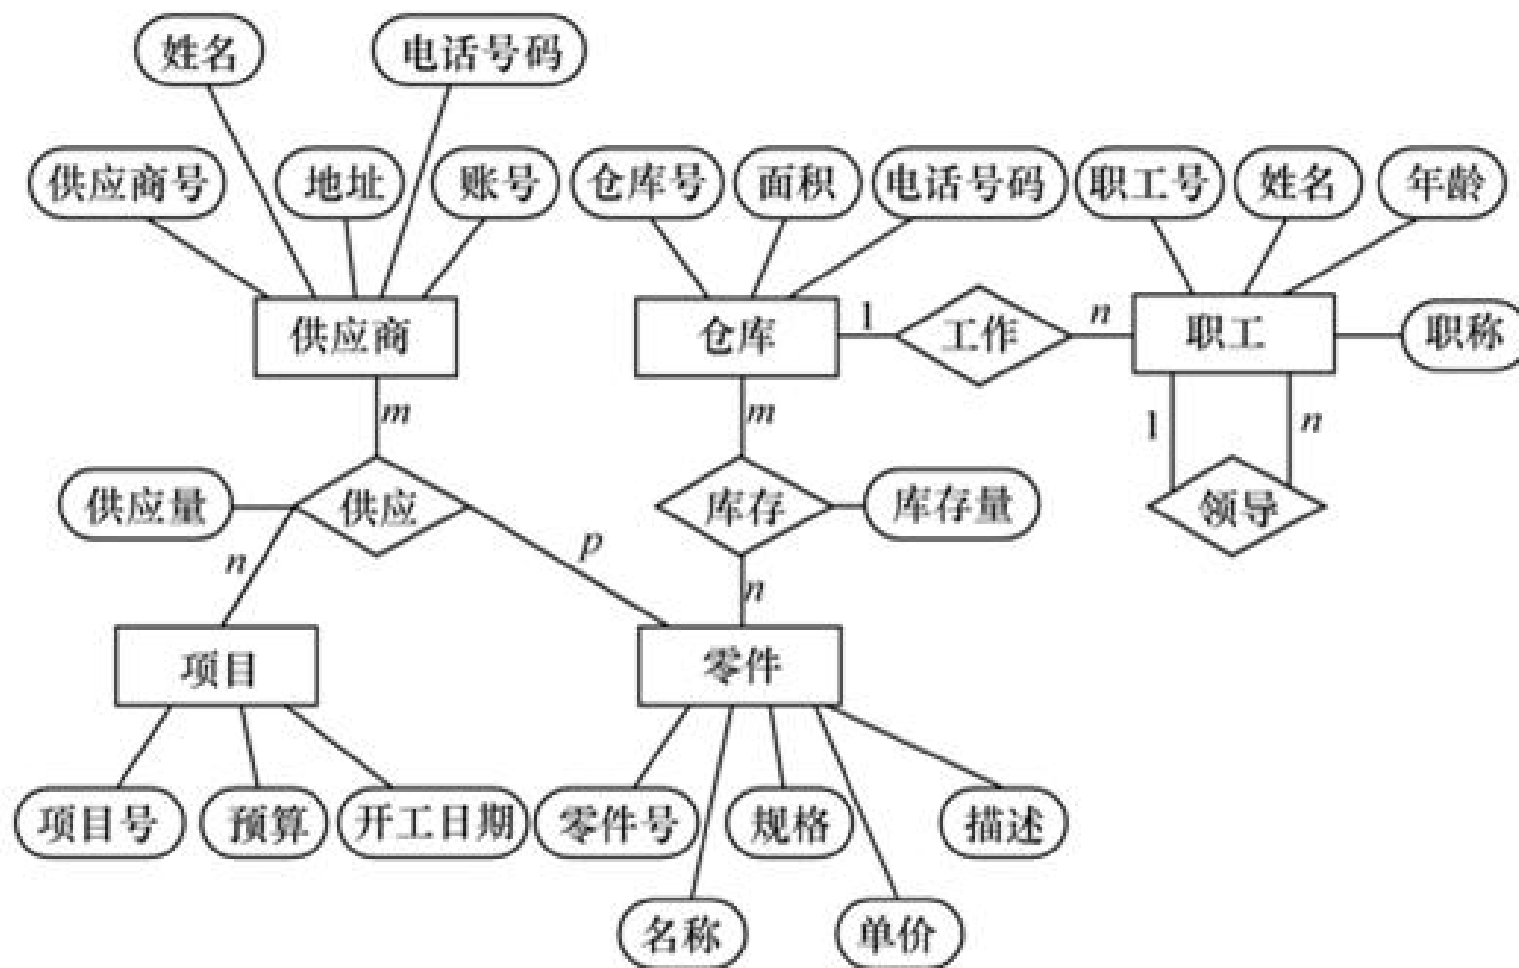 姓名 电话号码
供应商号 地址 账号 仓库号 面积 电话号码 职工号 姓名 年龄
供应商 仓库 1 工作 n 职工 职称
m m 1 n
供应量 供应 库存 库存量 领导
n p n
项目 零件
项目号 预算 开工日期 零件号 规格 描述
名称 单价